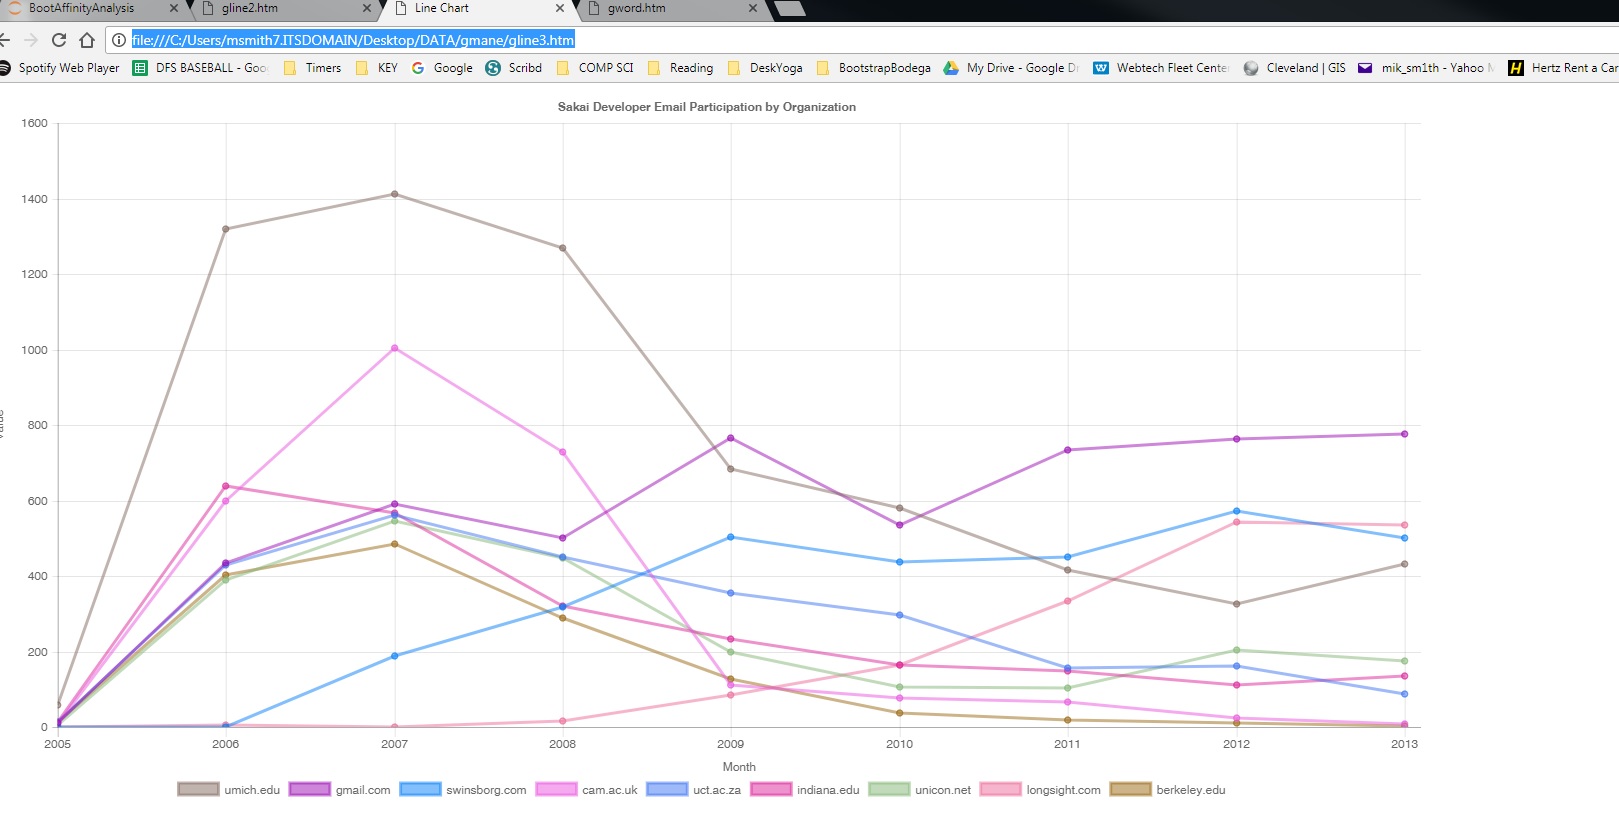 BootAffinityAnalysis gline2.htm Line Chart gword.htm
file:///C:/Users/msmith7.ITSDOMAIN/Desktop/DATA/gmane/gline3.htm
Spotify Web Player DFS BASEBALL - Goo Timers KEY Google Scribd COMP SCI Reading DeskYoga BootstrapBodega My Drive - Google Dr Webtech Fleet Cente Cleveland | GIS mik_sm1th - Yahoo M Hertz Rent a Car
Sakai Developer Email Participation by Organization
1600
1400
1200
1000
800
600
400
200
0
2005 2006 2007 2008 2009 2010 2011 2012 2013
Month
umich.edu gmail.com swinsborg.com cam.ac.uk uct.ac.za indiana.edu unicon.net longsight.com berkeley.edu